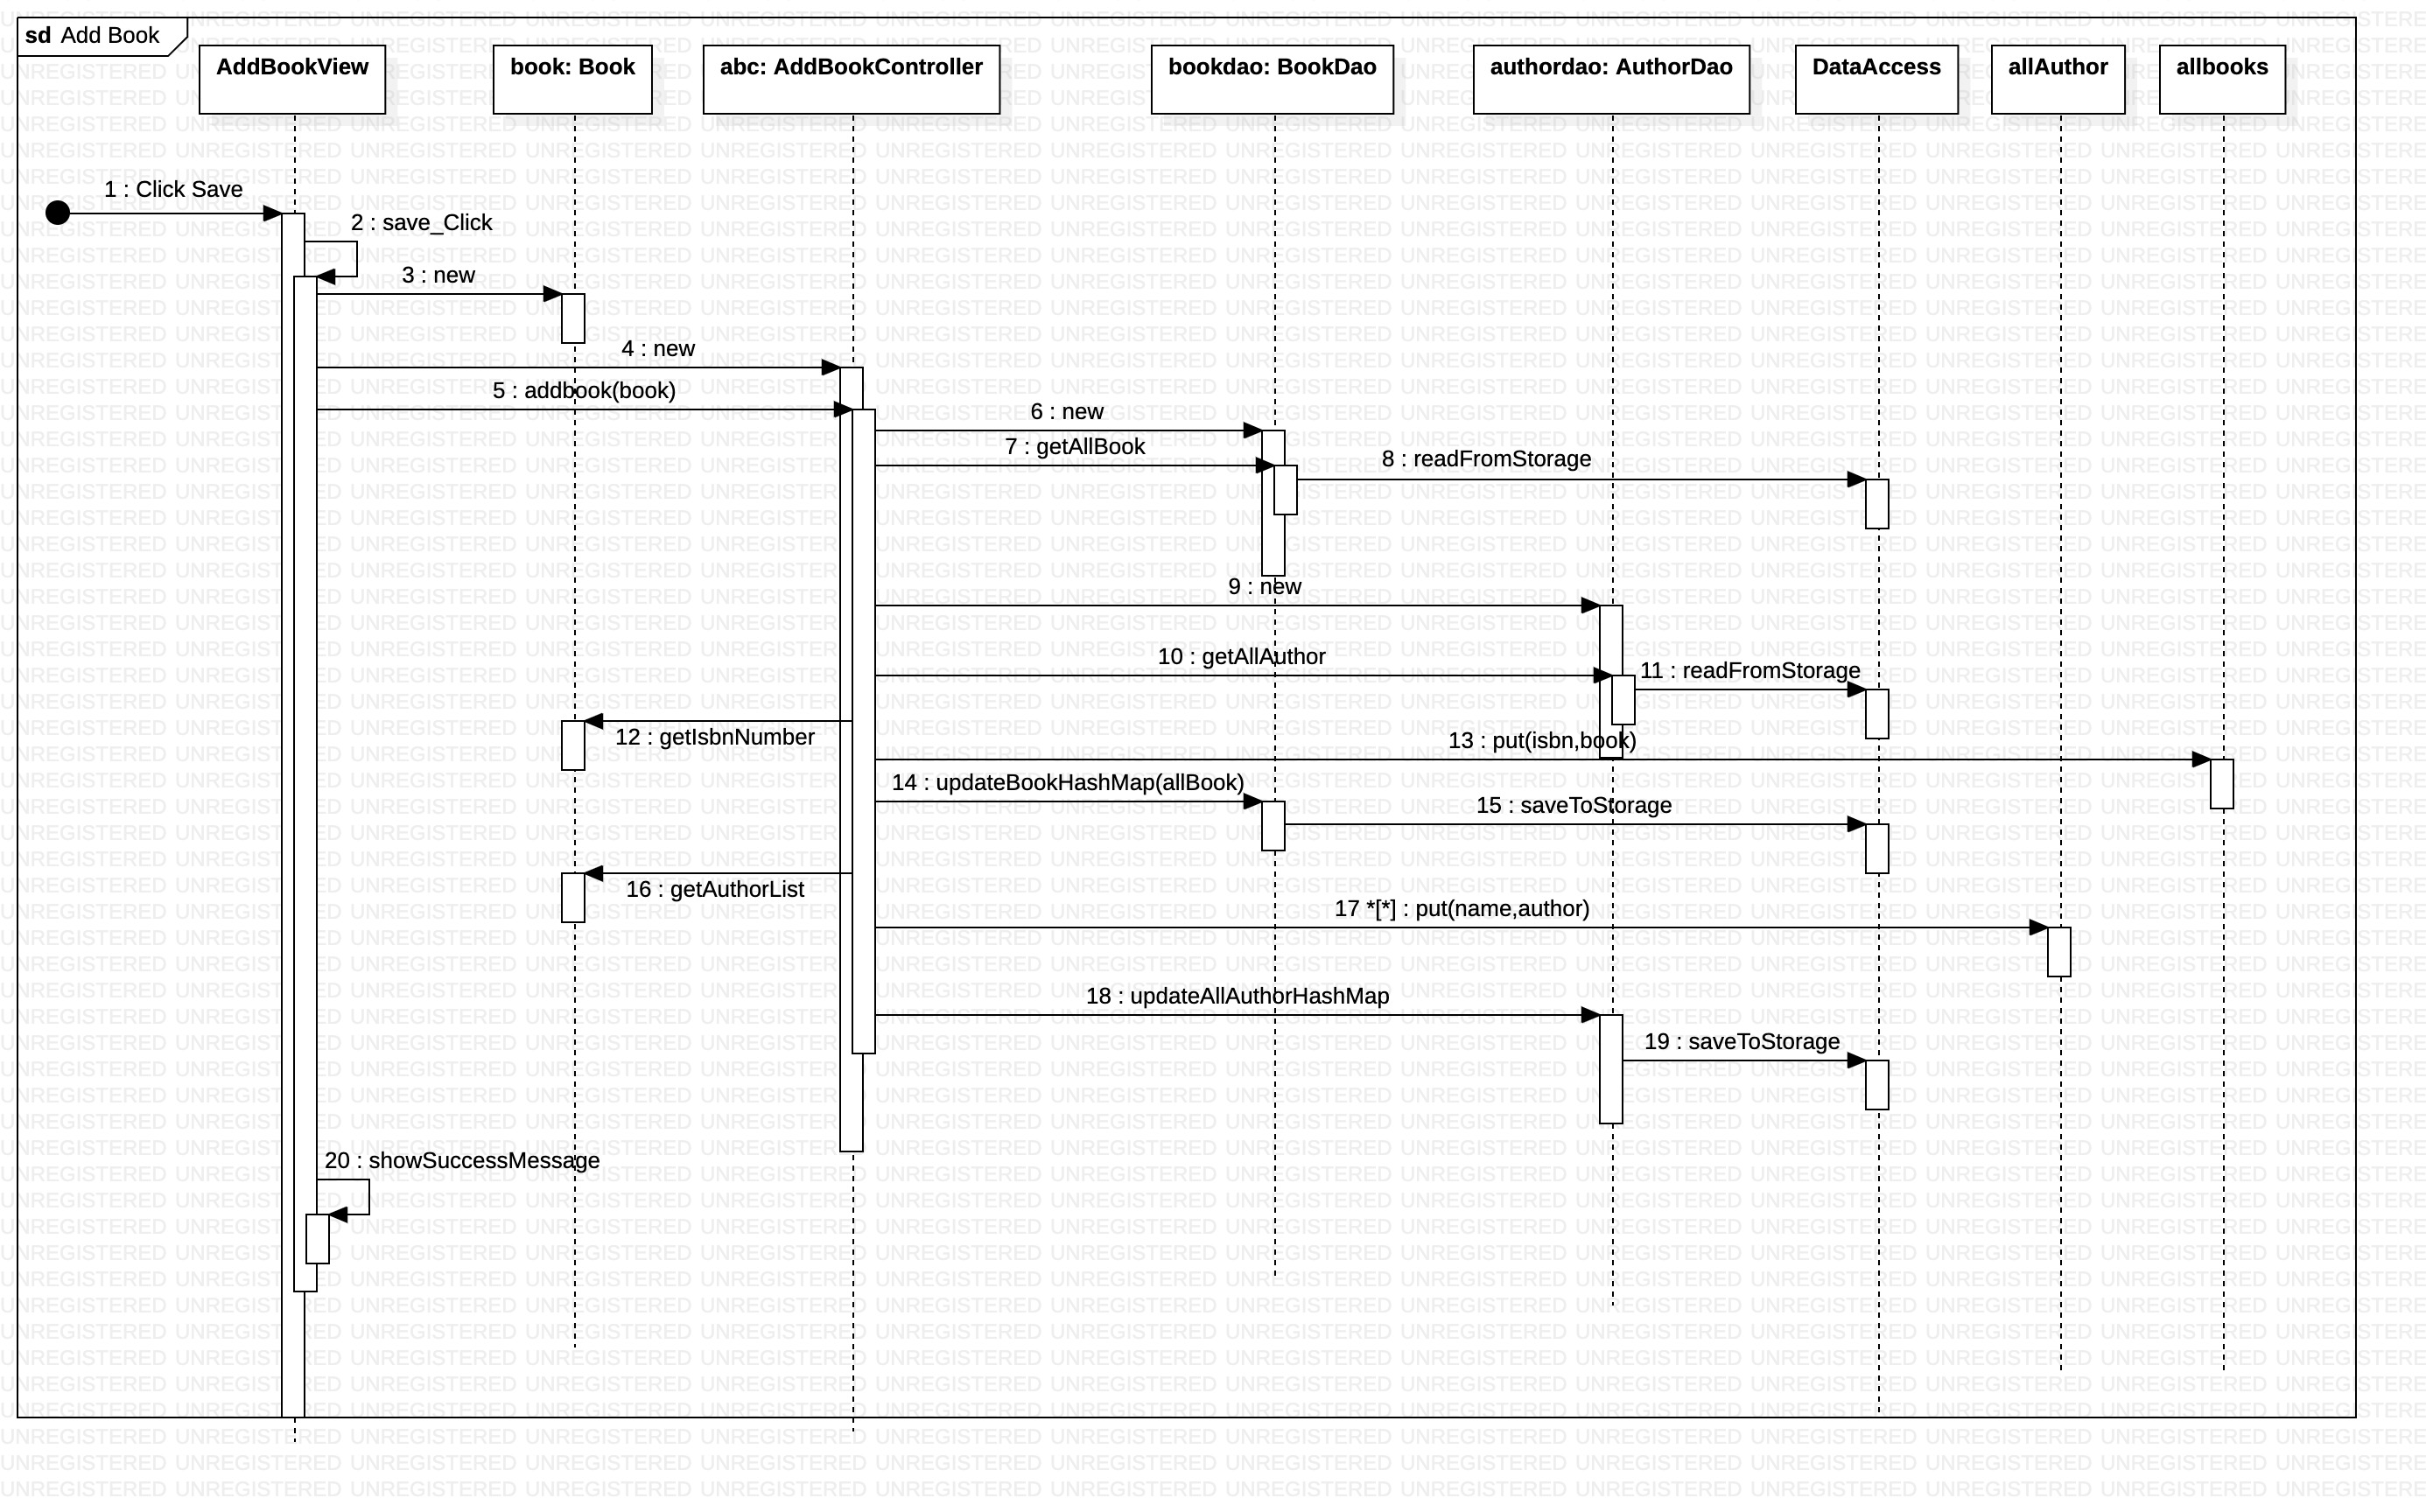 sd Add Book
AddBookView
book: Book
abc: AddBookController
bookdao: BookDao
authordao: AuthorDao
DataAccess
allAuthor
allbooks
1 : Click Save
2 : save_Click
3 : new
4 : new
5 : addbook(book)
6 : new
7 : getAllBook
8 : readFromStorage
9 : new
10 : getAllAuthor
11 : readFromStorage
12 : getIsbnNumber
13 : put(isbn,book)
14 : updateBookHashMap(allBook)
15 : saveToStorage
16 : getAuthorList
17 *[*] : put(name,author)
18 : updateAllAuthorHashMap
19 : saveToStorage
20 : showSuccessMessage
UNREGISTERED